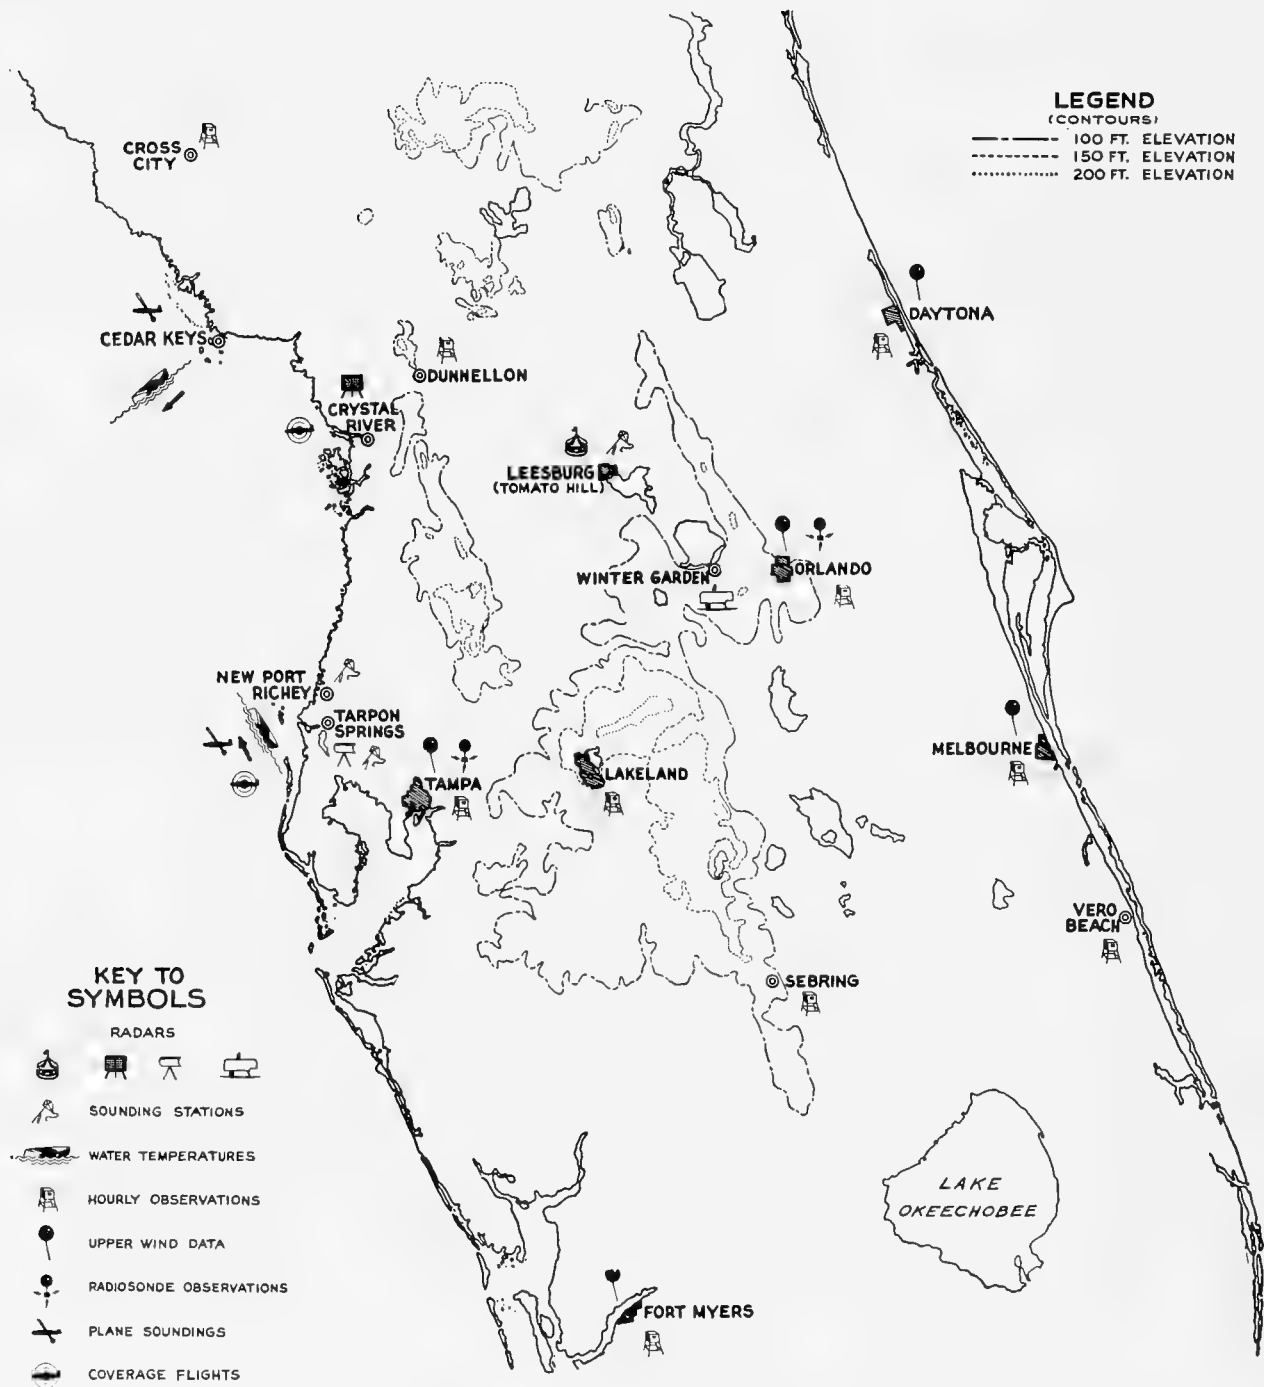 LEGEND
(CONTOURS)
100 FT. ELEVATION
150 FT. ELEVATION
200 FT. ELEVATION
CROSS
CITY
DAYTONA
CEDAR KEYS
DUNNELLON
CRYSTAL
RIVER
LEESBURG
(TOMATO HILL)
WINTER GARDEN
ORLANDO
NEW PORT
RICHEY
TARPON
SPRINGS
MELBOURNE
TAMPA
LAKELAND
VERO
BEACH
SEBRING
KEY TO
SYMBOLS
RADARS
SOUNDING STATIONS
WATER TEMPERATURES
HOURLY OBSERVATIONS
UPPER WIND DATA
RADIOSONDE OBSERVATIONS
PLANE SOUNDINGS
COVERAGE FLIGHTS
LAKE
OKEECHOBEE
FORT MYERS